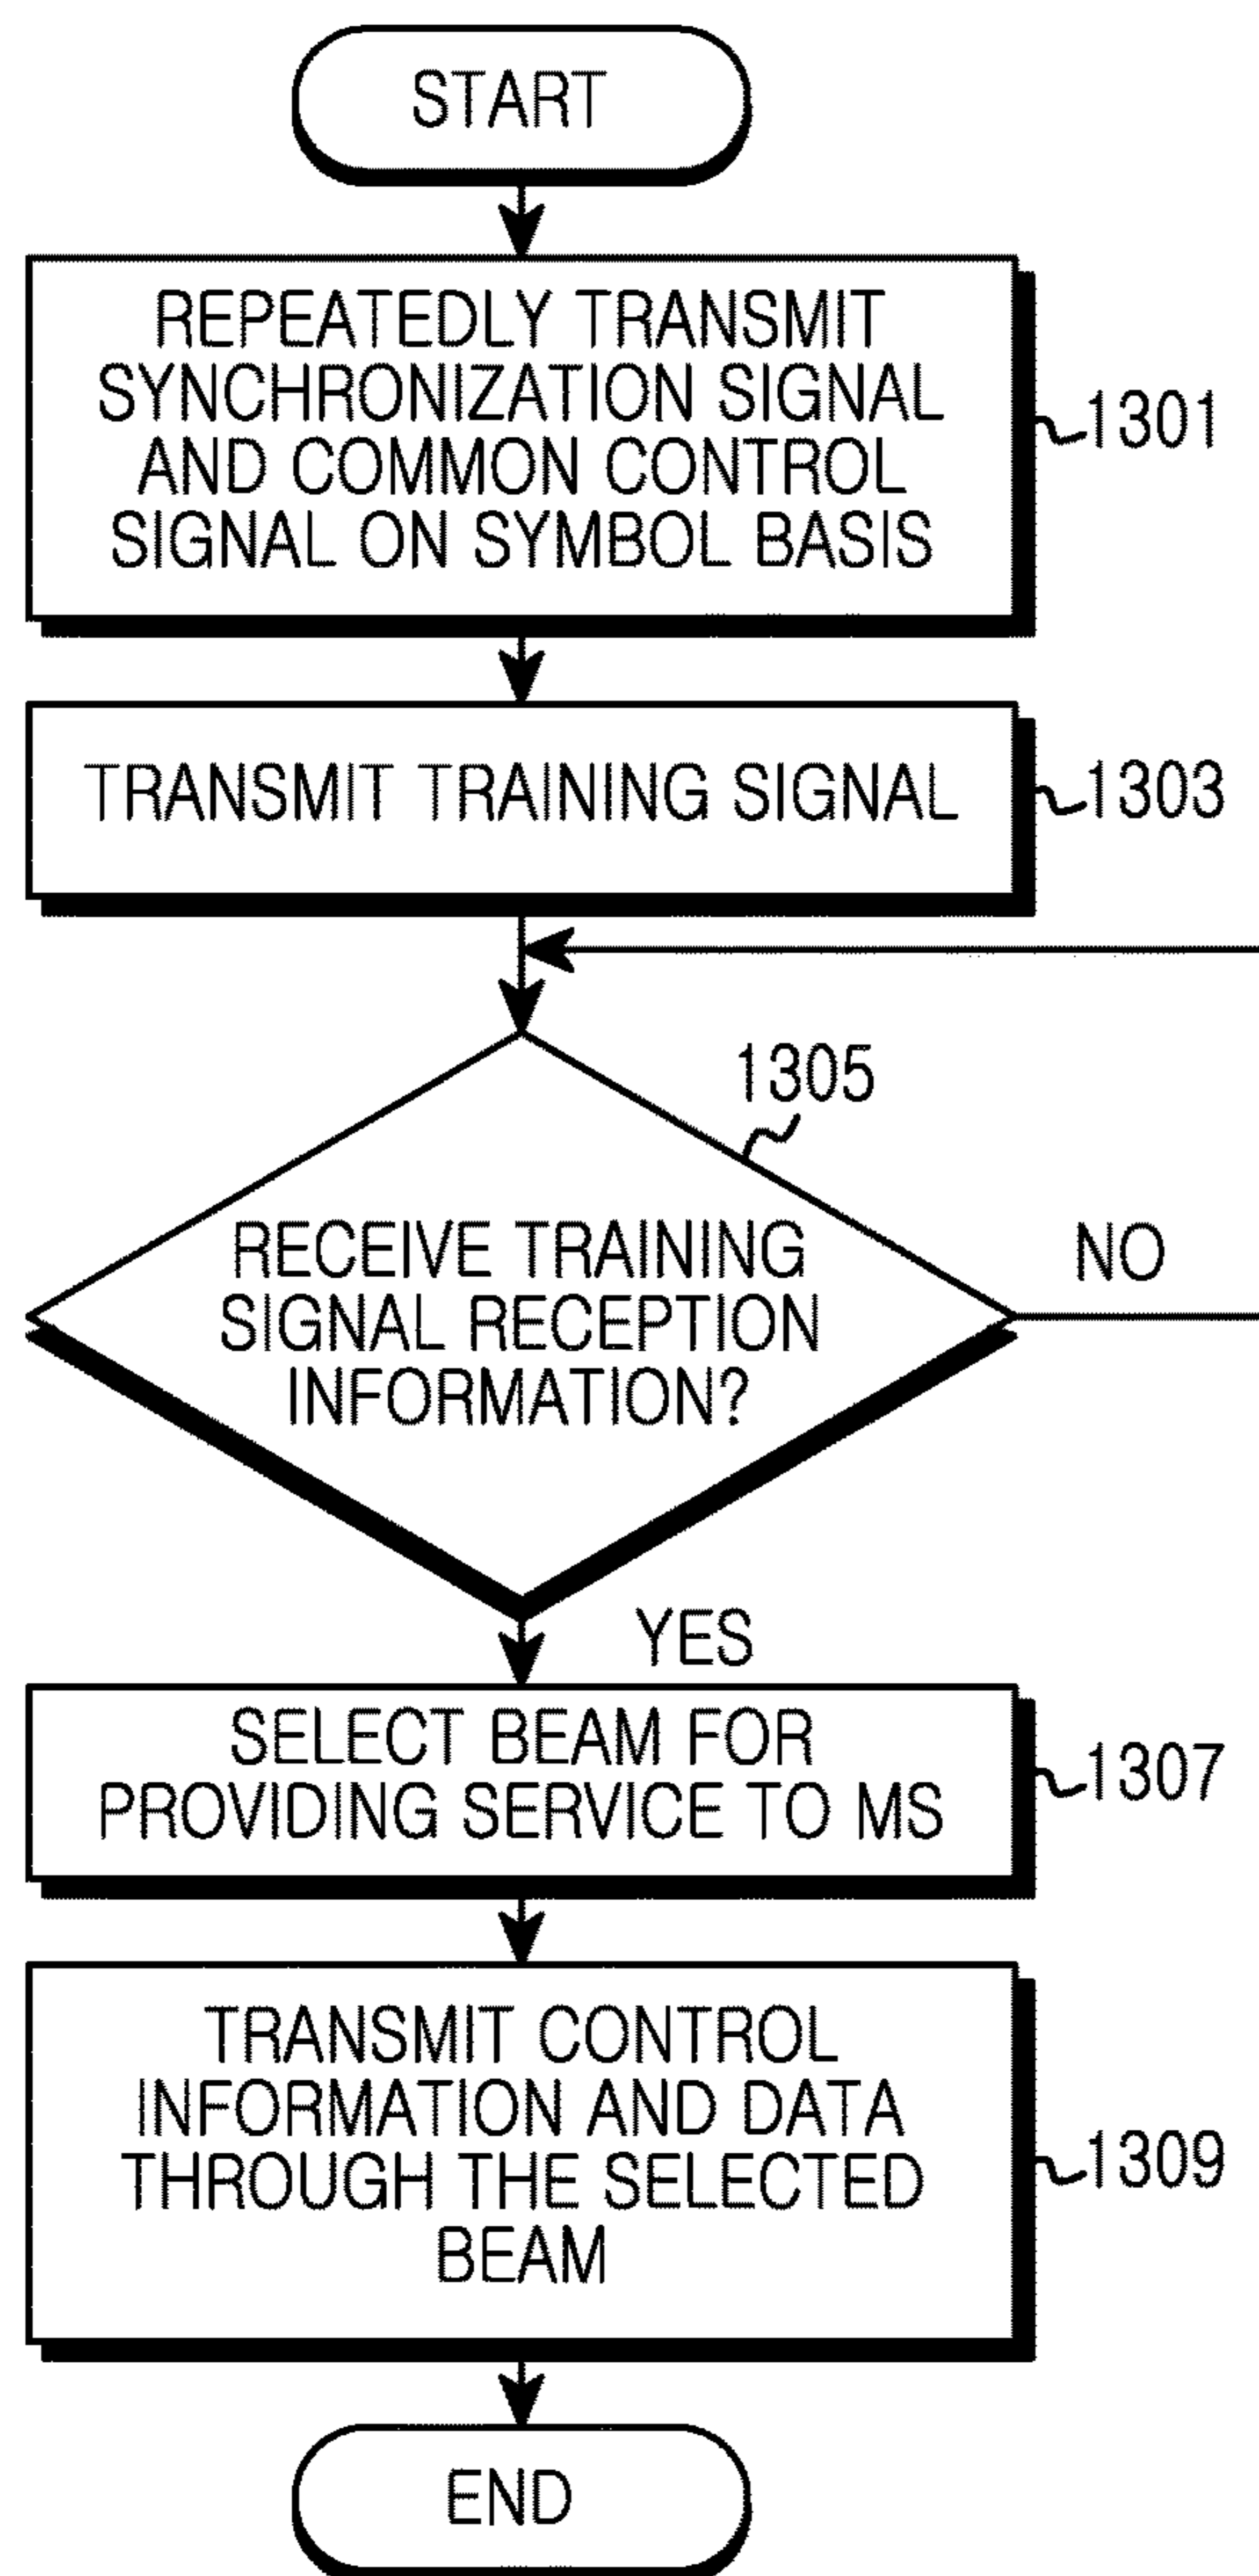 START
REPEATEDLY TRANSMIT
SYNCHRONIZATION SIGNAL
AND COMMON CONTROL
SIGNAL ON SYMBOL BASIS
1301
TRANSMIT TRAINING SIGNAL
1303
1305
RECEIVE TRAINING
SIGNAL RECEPTION
INFORMATION?
NO
YES
SELECT BEAM FOR
PROVIDING SERVICE TO MS
1307
TRANSMIT CONTROL
INFORMATION AND DATA
THROUGH THE SELECTED
BEAM
1309
END